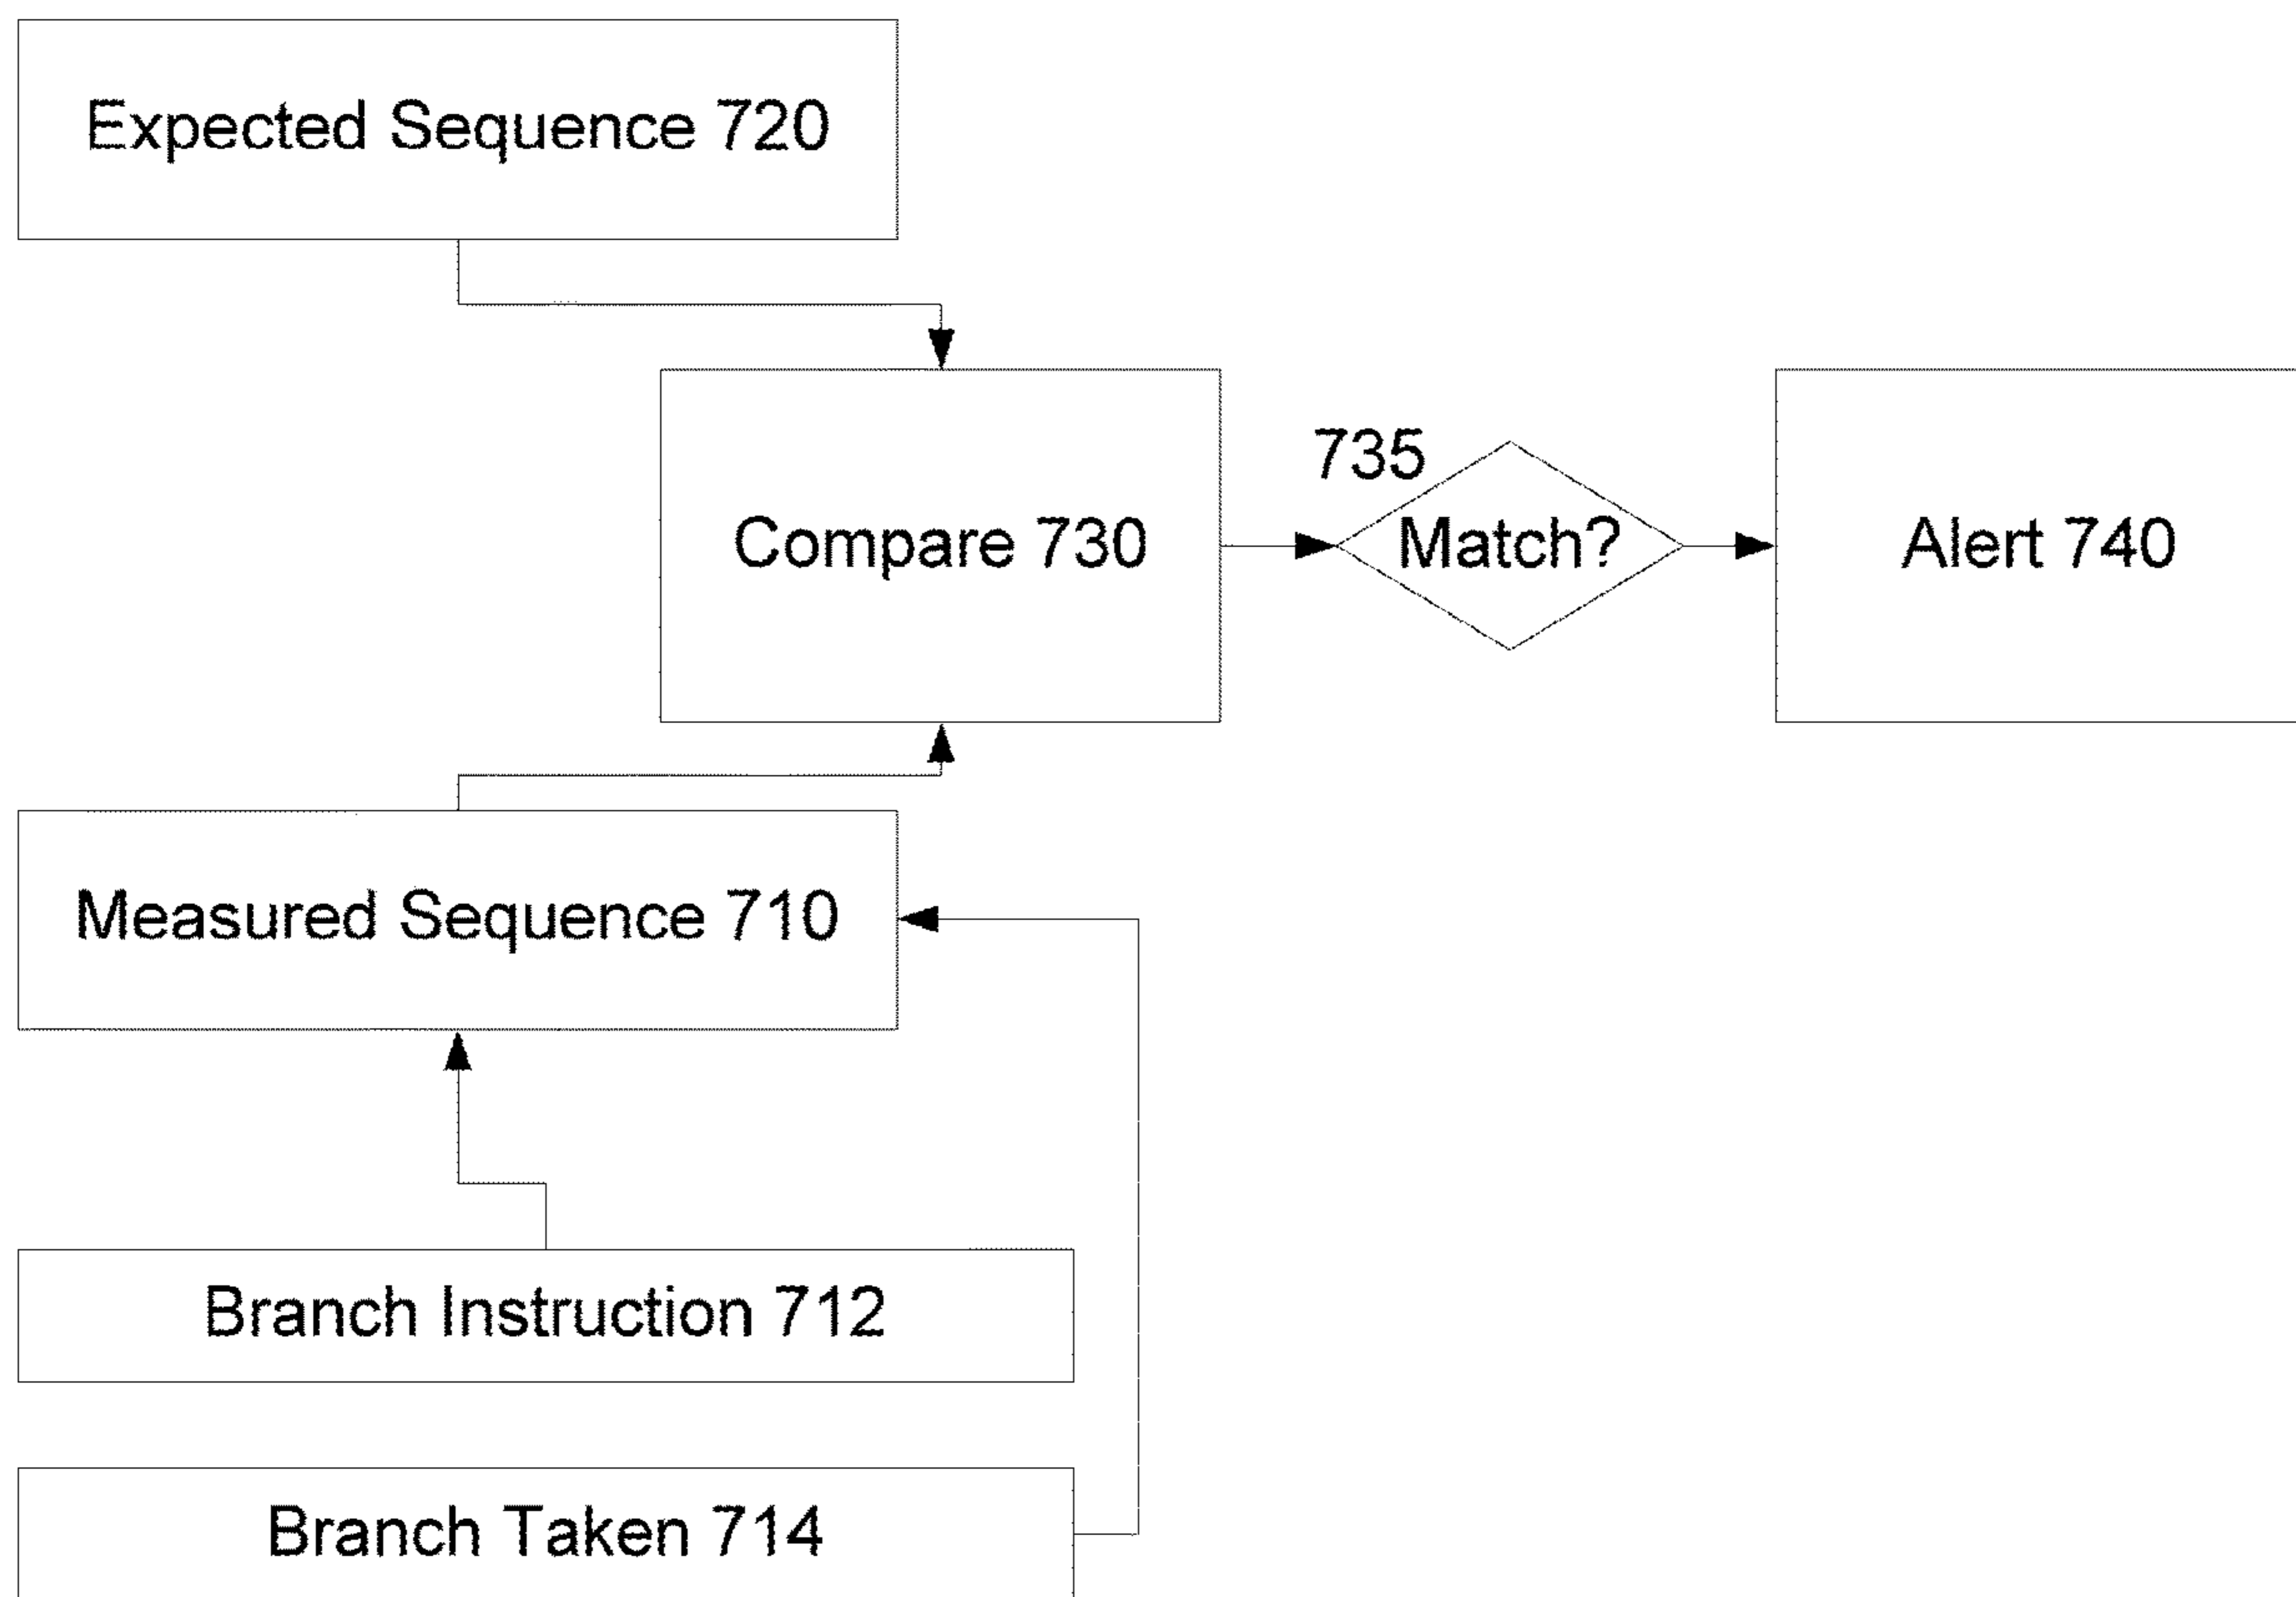 Expected Sequence 720
735
Compare 730
Match?
Alert 740
Measured Sequence 710
Branch Instruction 712
Branch Taken 714